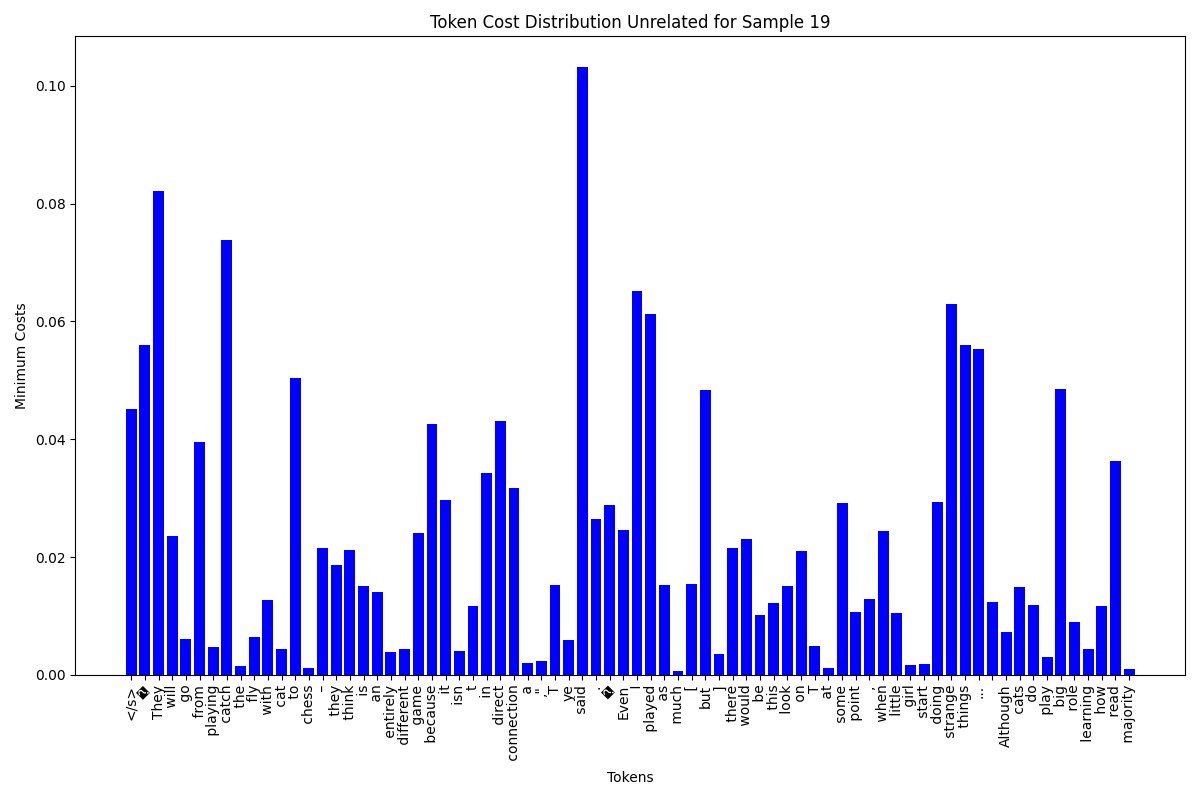 Token Cost Distribution Unrelated for Sample 19
Minimum Costs
0.10
0.08
0.06
0.04
0.02
0.00
</s> � They will go from playing catch the fly with cat to chess - they think is an entirely different game because it isn t in direct connection a ." T ye said . � Even I played as much [ but ] there would be this look on T at some point , when little girl start doing strange things ... Although cats do play big role learning how read majority
Tokens